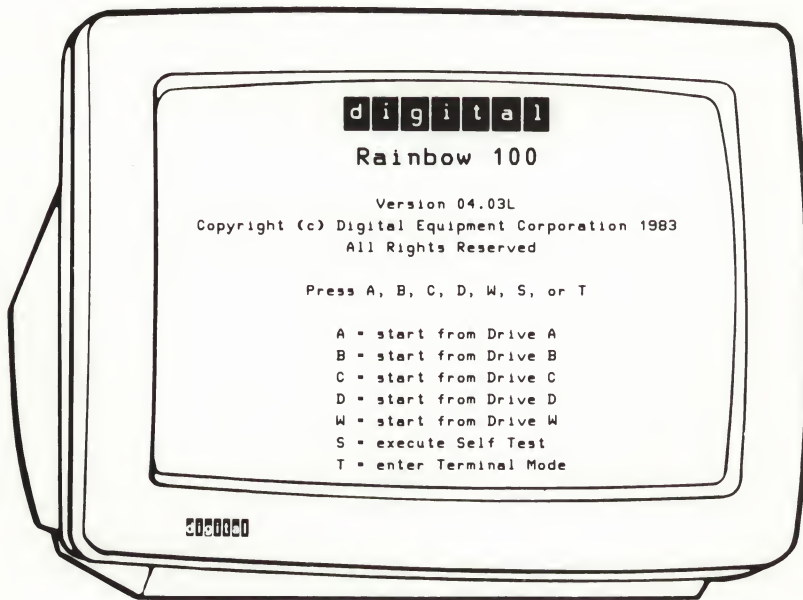 digital
Rainbow 100
Version 04.03L
Copyright (c) Digital Equipment Corporation 1983
All Rights Reserved
Press A, B, C, D, W, S, or T
A = start from Drive A
B = start from Drive B
C = start from Drive C
D = start from Drive D
W = start from Drive W
S = execute Self Test
T = enter Terminal Mode
digital